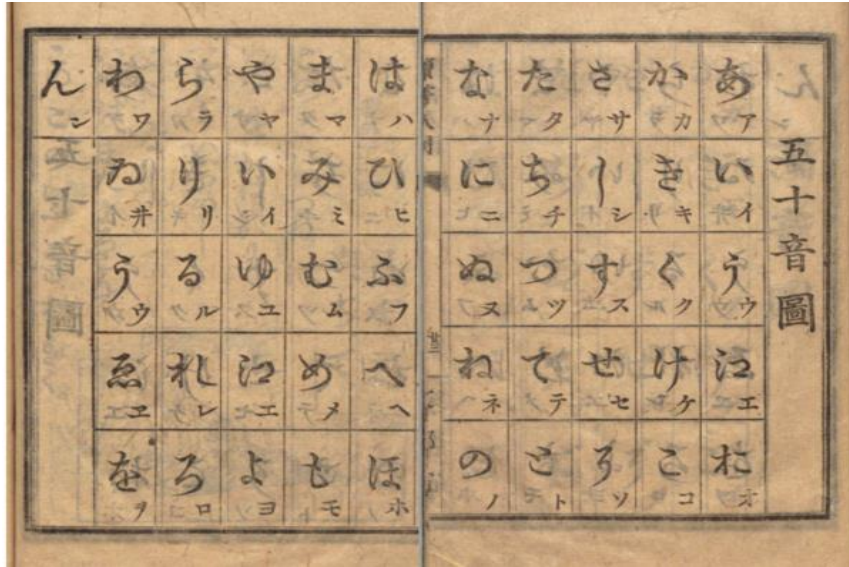 五十音圖
あア いイ うウ 𛀁エ おオ
かカ きキ くク けケ こコ
さサ しシ すス せセ そソ
たタ ちチ つツ てテ とト
なナ にニ ぬヌ ねネ のノ
はハ ひヒ ふフ へヘ ほホ
まマ みミ むム めメ もモ
やヤ いイ ゆユ 𛀁エ よヨ
らラ りリ るル れレ ろロ
わワ ゐ井 うウ ゑヱ をヲ
んン